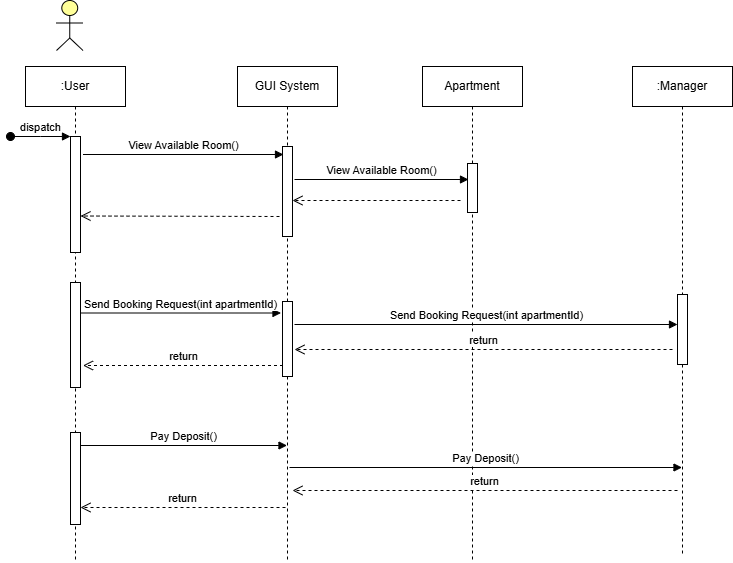 :User
GUI System
Apartment
:Manager
dispatch
View Available Room()
View Available Room()
Send Booking Request(int apartmentId)
Send Booking Request(int apartmentId)
return
return
Pay Deposit()
Pay Deposit()
return
return